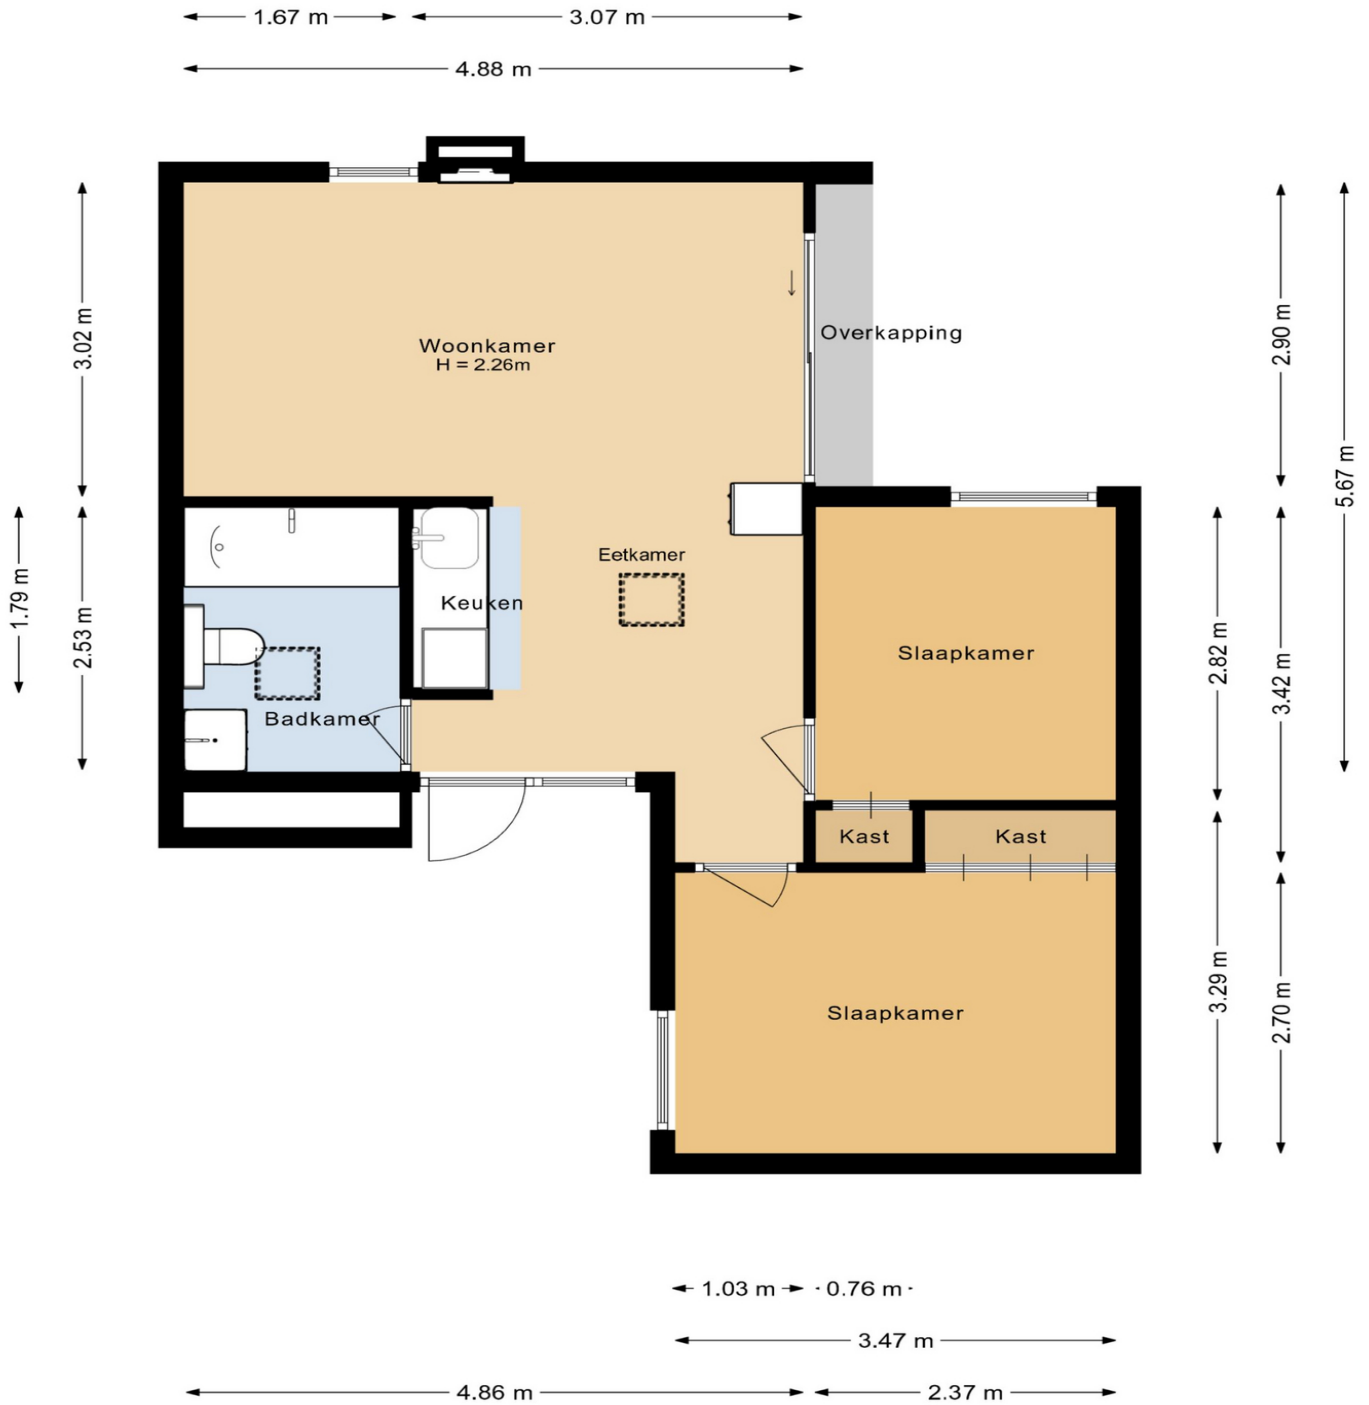 1.67 m
3.07 m
4.88 m
3.02 m
2.90 m
5.67 m
Woonkamer
H = 2.26m
Overkapping
1.79 m
2.53 m
Eetkamer
Keuken
Badkamer
Slaapkamer
2.82 m
3.42 m
Kast
Kast
Slaapkamer
3.29 m
2.70 m
1.03 m
0.76 m
3.47 m
4.86 m
2.37 m